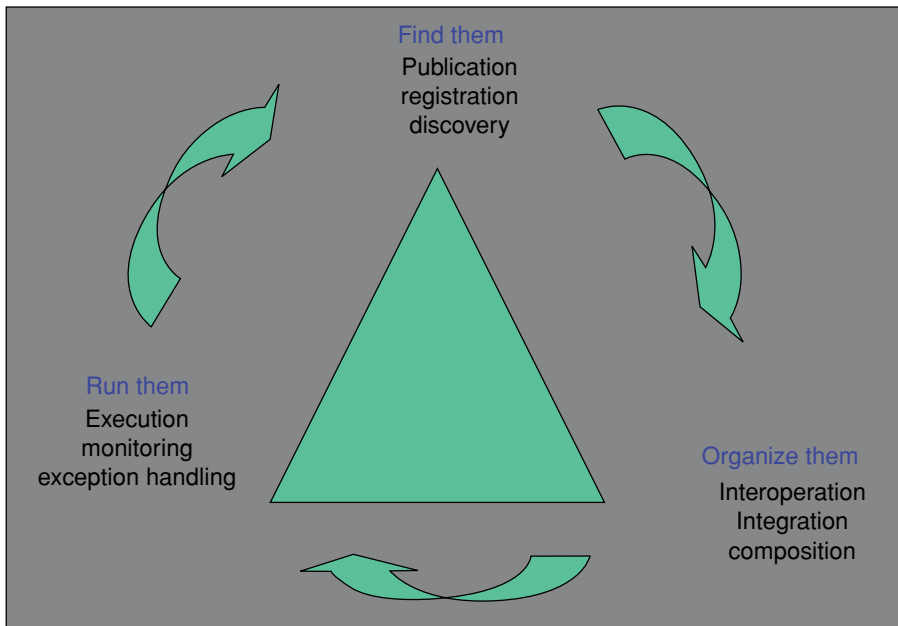 Find them
Publication
registration
discovery
Run them
Execution
monitoring
exception handling
Organize them
Interoperation
Integration
composition